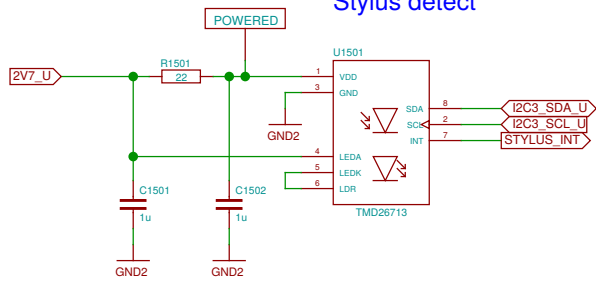 Stylus detect
POWERED
2V7_U
R1501
22
U1501
1 VDD
3 GND
GND2
4 LEDA
5 LEDK
6 LDR
SDA 8
SCL 2
INT 7
I2C3_SDA_U
I2C3_SCL_U
STYLUS_INT
TMD26713
C1501
1u
GND2
C1502
1u
GND2